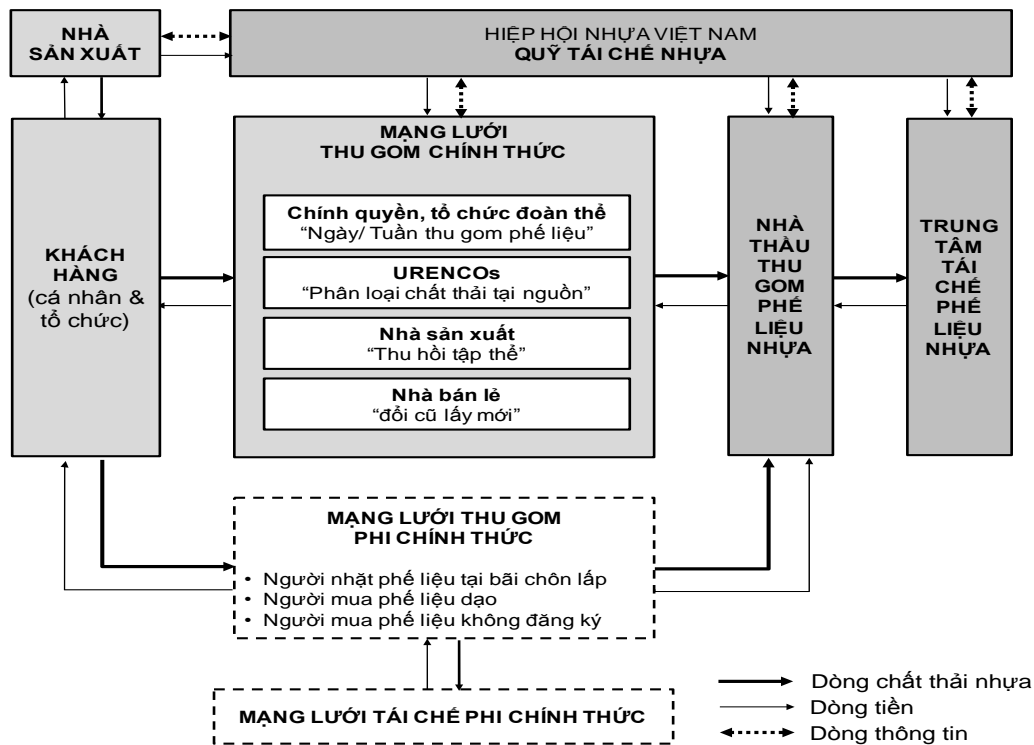 NHÀ
SẢN XUẤT
HIỆP HỘI NHỰA VIỆT NAM
QUỸ TÁI CHẾ NHỰA
KHÁCH
HÀNG
(cá nhân &
tổ chức)
MẠNG LƯỚI
THU GOM CHÍNH THỨC
Chính quyền, tổ chức đoàn thể
“Ngày/ Tuần thu gom phế liệu”
URENCOs
“Phân loại chất thải tại nguồn”
Nhà sản xuất
“Thu hồi tập thể”
Nhà bán lẻ
“đổi cũ lấy mới”
NHÀ
THẦU
THU
GOM
PHẾ
LIỆU
NHỰA
TRUNG
TÂM
TÁI
CHẾ
PHẾ
LIỆU
NHỰA
MẠNG LƯỚI THU GOM
PHI CHÍNH THỨC
• Người nhặt phế liệu tại bãi chôn lấp
• Người mua phế liệu dạo
• Người mua phế liệu không đăng ký
MẠNG LƯỚI TÁI CHẾ PHI CHÍNH THỨC
Dòng chất thải nhựa
Dòng tiền
Dòng thông tin